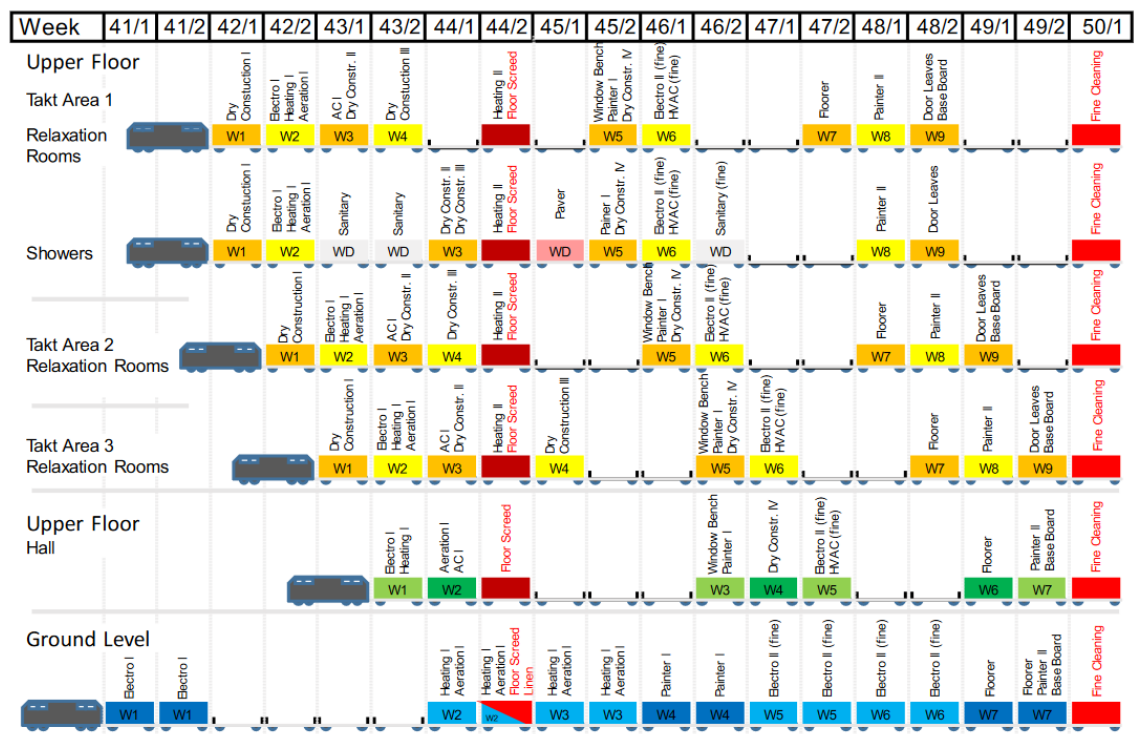 Week 41/1 41/2 42/1 42/2 43/1 43/2 44/1 44/2 45/1 45/2 46/1 46/2 47/1 47/2 48/1 48/2 49/1 49/2 50/1
Upper Floor
Takt Area 1
Relaxation
Rooms
Dry
Constuction I
Electro I
Heating I
Aeration I
AC I
Dry Constr. II
Dry
Construction III
Heating II
Floor Screed
Window Bench
Painter I
Dry Constr. IV
Electro II (fine)
HVAC (fine)
Floorer
Painter II
Door Leaves
Base Board
Fine Cleaning
W1 W2 W3 W4 W5 W6 W7 W8 W9
Showers
Dry
Constuction I
Electro I
Heating I
Aeration I
Sanitary
Sanitary
Dry Constr. II
Dry Constr. III
Heating II
Floor Screed
Paver
Painer I
Dry Constr. IV
Electro II (fine)
HVAC (fine)
Sanitary (fine)
Painter II
Door Leaves
Fine Cleaning
W1 W2 WD WD W3 WD W5 W6 WD W8 W9
Takt Area 2
Relaxation Rooms
Dry
Construction I
Electro I
Heating I
Aeration I
AC I
Dry Constr. II
Dry Constr. III
Heating II
Floor Screed
Window Bench
Painter I
Dry Constr. IV
Electro II (fine)
HVAC (fine)
Floorer
Painter II
Door Leaves
Base Board
Fine Cleaning
W1 W2 W3 W4 W5 W6 W7 W8 W9
Takt Area 3
Relaxation Rooms
Dry
Construction I
Electro I
Heating I
Aeration I
AC I
Dry Constr. II
Heating II
Floor Screed
Dry
Construction III
Window Bench
Painter I
Dry Constr. IV
Electro II (fine)
HVAC (fine)
Floorer
Painter II
Door Leaves
Base Board
Fine Cleaning
W1 W2 W3 W4 W5 W6 W7 W8 W9
Upper Floor
Hall
Electro I
Heating I
Aeration I
AC I
Floor Screed
Window Bench
Painter I
Dry Constr. IV
Electro II (fine)
HVAC (fine)
Floorer
Painter II
Base Board
Fine Cleaning
W1 W2 W3 W4 W5 W6 W7
Ground Level
Electro I
Electro I
Heating I
Aeration I
Heating I
Aeration I
Floor Screed
Linen
Heating I
Aeration I
Heating I
Aeration I
Painter I
Painter I
Electro II (fine)
Electro II (fine)
Electro II (fine)
Electro II (fine)
Floorer
Floorer
Painter II
Base Board
Fine Cleaning
W1 W1 W2 W2 W3 W3 W4 W4 W5 W5 W6 W6 W7 W7